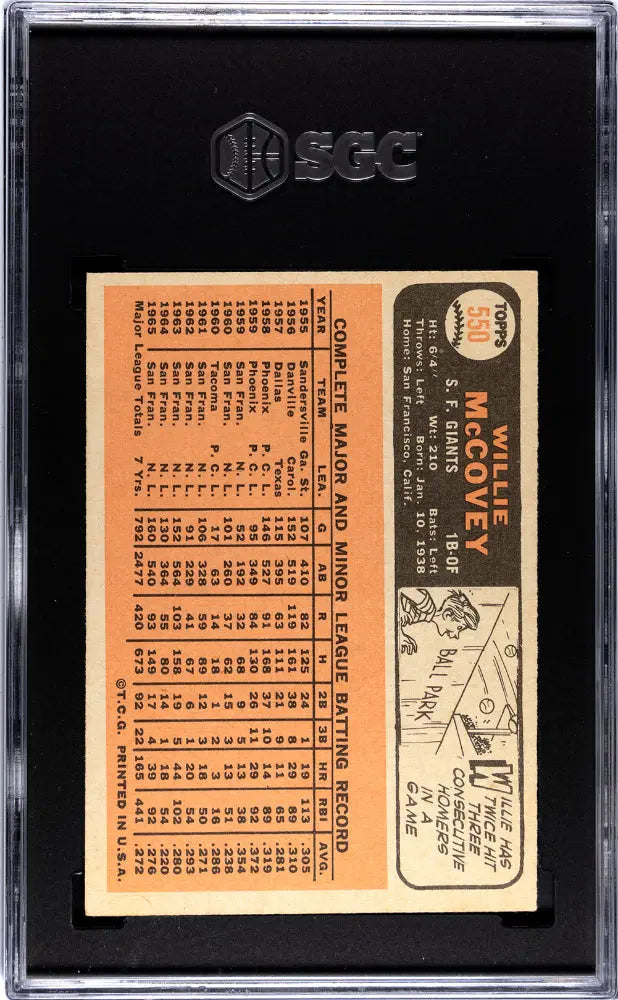 SGC
TOPPS
550
WILLIE
McCOVEY
S. F. GIANTS 1B-OF
Ht: 6'4" Wt: 210 Bats: Left
Throws: Left Born: Jan. 10, 1938
Home: San Francisco, Calif.
BALL PARK
WILLIE HAS
TWICE HIT
THREE
CONSECUTIVE
HOMERS
IN A
GAME
COMPLETE MAJOR AND MINOR LEAGUE BATTING RECORD
YEAR TEAM LEA. G AB R H 2B 3B HR RBI AVG.
1955 Sandersville Ga. St. 107 410 82 125 24 1 19 113 .305
1956 Danville Carol. 152 519 119 161 38 8 29 89 .310
1957 Dallas Texas 115 395 63 111 21 9 11 65 .281
1958 Phoenix P. C. L. 146 527 91 168 37 10 14 89 .319
1959 Phoenix P. C. L. 95 349 84 130 26 11 29 92 .372
1959 San Fran. N. L. 52 192 32 68 9 5 13 38 .354
1960 San Fran. N. L. 101 260 37 62 15 3 13 51 .238
1960 Tacoma P. C. L. 17 63 14 18 1 2 3 16 .286
1961 San Fran. N. L. 106 328 59 89 12 3 18 50 .271
1962 San Fran. N. L. 91 229 41 67 6 1 20 54 .293
1963 San Fran. N. L. 152 564 103 158 19 5 44 102 .280
1964 San Fran. N. L. 130 364 55 80 14 1 18 54 .220
1965 San Fran. N. L. 160 540 93 149 17 4 39 92 .276
Major League Totals 7 Yrs. 792 2477 420 673 92 22 165 441 .272
©T.C.G. PRINTED IN U.S.A.